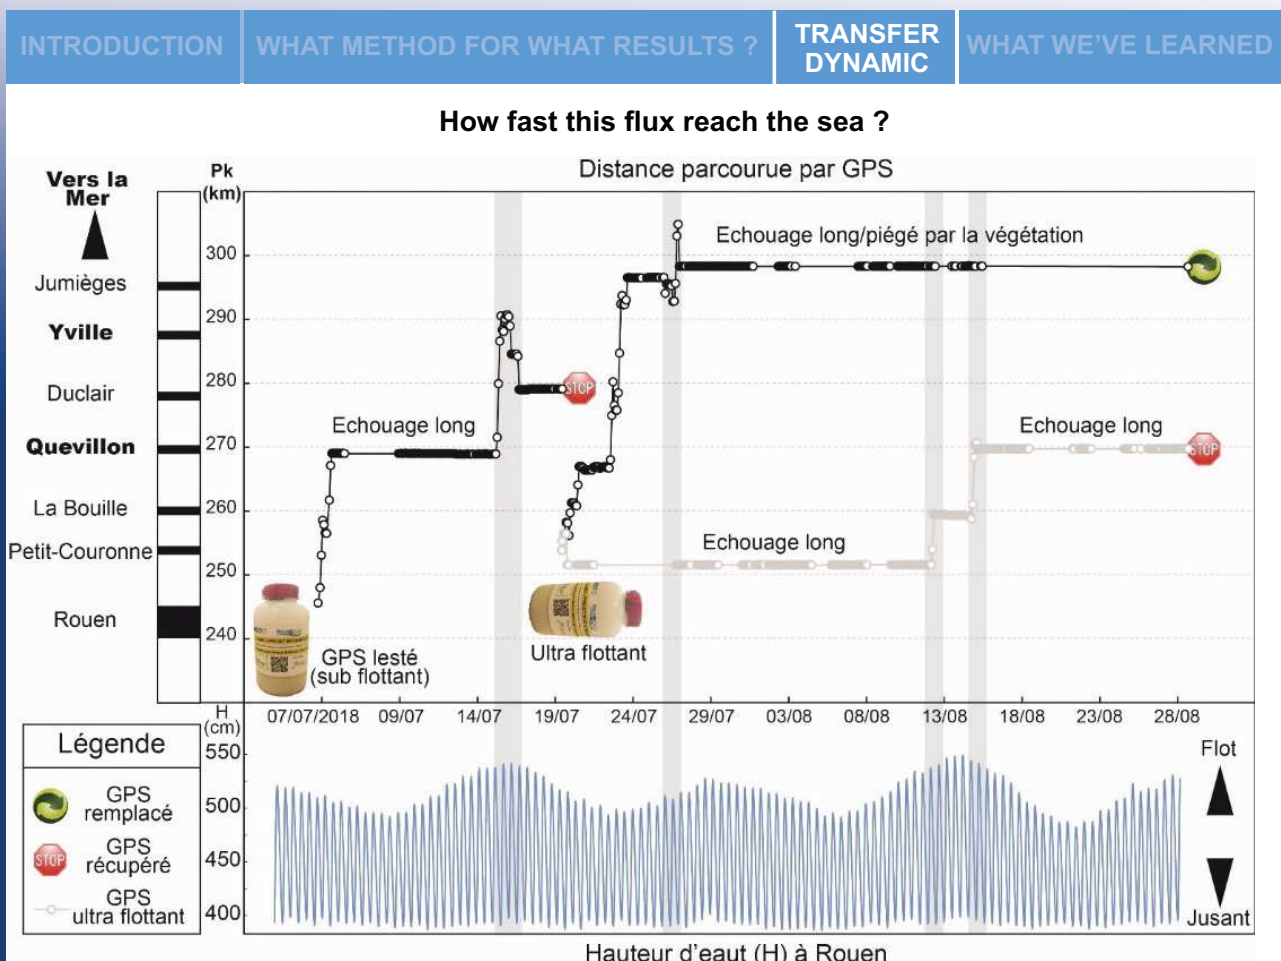 INTRODUCTION
WHAT METHOD FOR WHAT RESULTS ?
TRANSFER
DYNAMIC
WHAT WE'VE LEARNED
How fast this flux reach the sea ?
Distance parcourue par GPS
Vers la
Mer
Pk
(km)
Jumièges
Yville
Duclair
Quevillon
La Bouille
Petit-Couronne
Rouen
300
290
280
270
260
250
240
Echouage long/piégé par la végétation
Echouage long
STOP
Echouage long
STOP
Echouage long
GPS lesté
(sub flottant)
Ultra flottant
07/07/2018
09/07
14/07
19/07
24/07
29/07
03/08
08/08
13/08
18/08
23/08
28/08
H
(cm)
550
500
450
400
Flot
Jusant
Légende
GPS
remplacé
STOP
GPS
récupéré
GPS
ultra flottant
Hauteur d'eaut (H) à Rouen